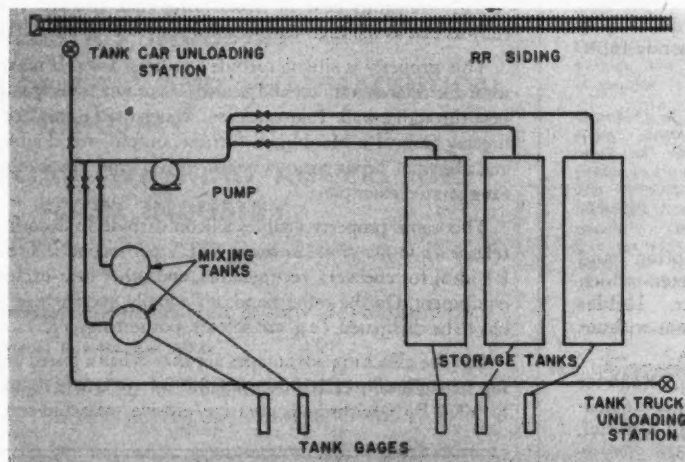 RR SIDING
TANK CAR UNLOADING
STATION
PUMP
MIXING
TANKS
STORAGE TANKS
TANK TRUCK
UNLOADING
STATION
TANK GAGES